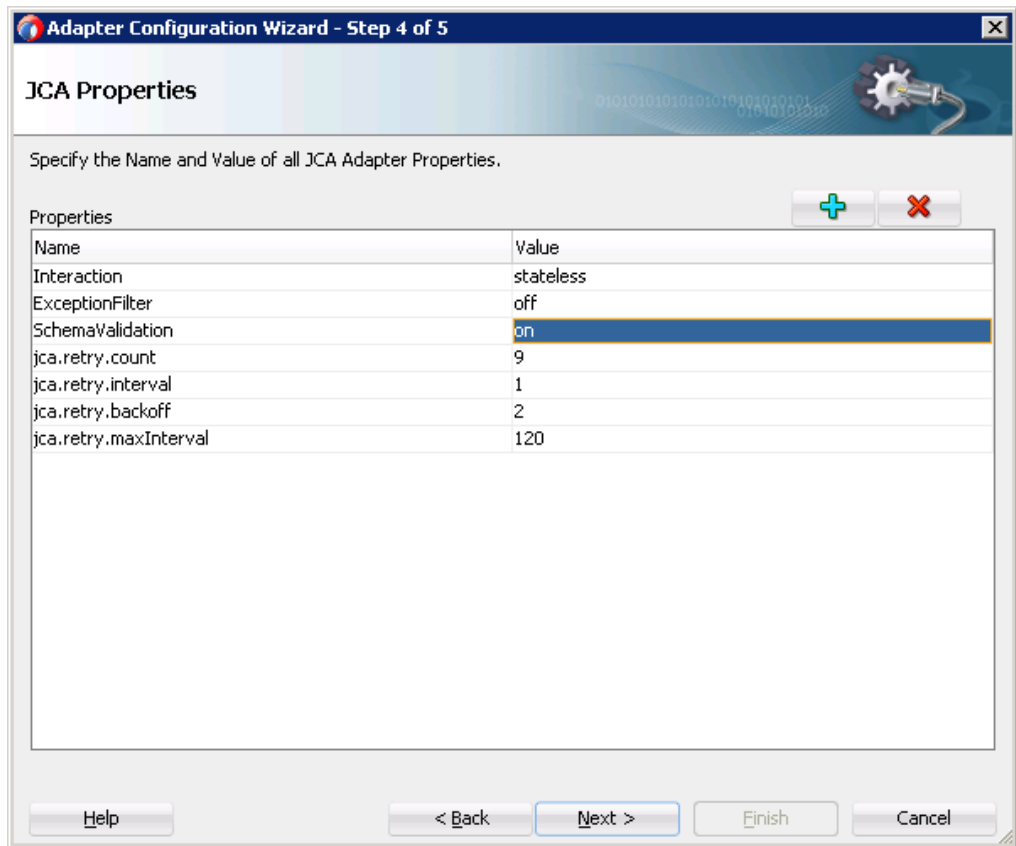 Adapter Configuration Wizard - Step 4 of 5
JCA Properties
Specify the Name and Value of all JCA Adapter Properties.
Properties
Name Value
Interaction stateless
ExceptionFilter off
SchemaValidation on
jca.retry.count 9
jca.retry.interval 1
jca.retry.backoff 2
jca.retry.maxInterval 120
Help < Back Next > Finish Cancel